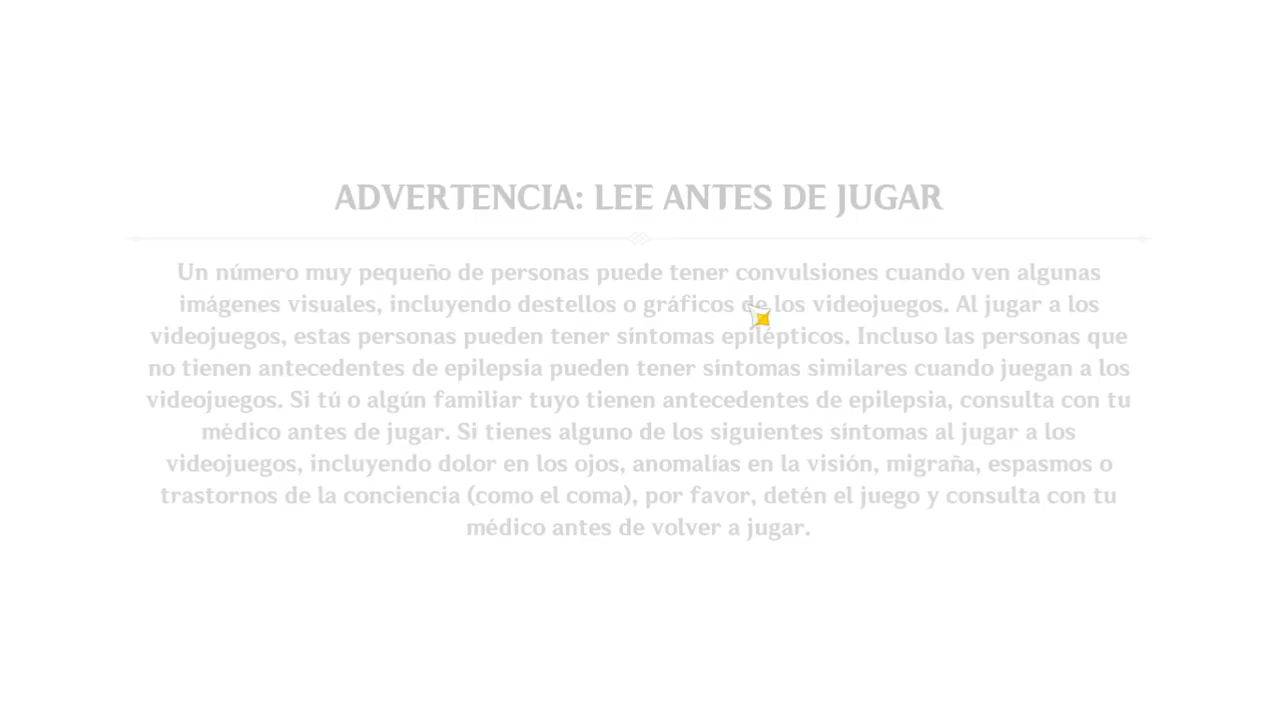 ADVERTENCIA: LEE ANTES DE JUGAR
Un número muy pequeño de personas puede tener convulsiones cuando ven algunas
imágenes visuales, incluyendo destellos o gráficos de los videojuegos. Al jugar a los
videojuegos, estas personas pueden tener síntomas epilépticos. Incluso las personas que
no tienen antecedentes de epilepsia pueden tener síntomas similares cuando juegan a los
videojuegos. Si tú o algún familiar tuyo tienen antecedentes de epilepsia, consulta con tu
médico antes de jugar. Si tienes alguno de los siguientes síntomas al jugar a los
videojuegos, incluyendo dolor en los ojos, anomalías en la visión, migraña, espasmos o
trastornos de la conciencia (como el coma), por favor, detén el juego y consulta con tu
médico antes de volver a jugar.